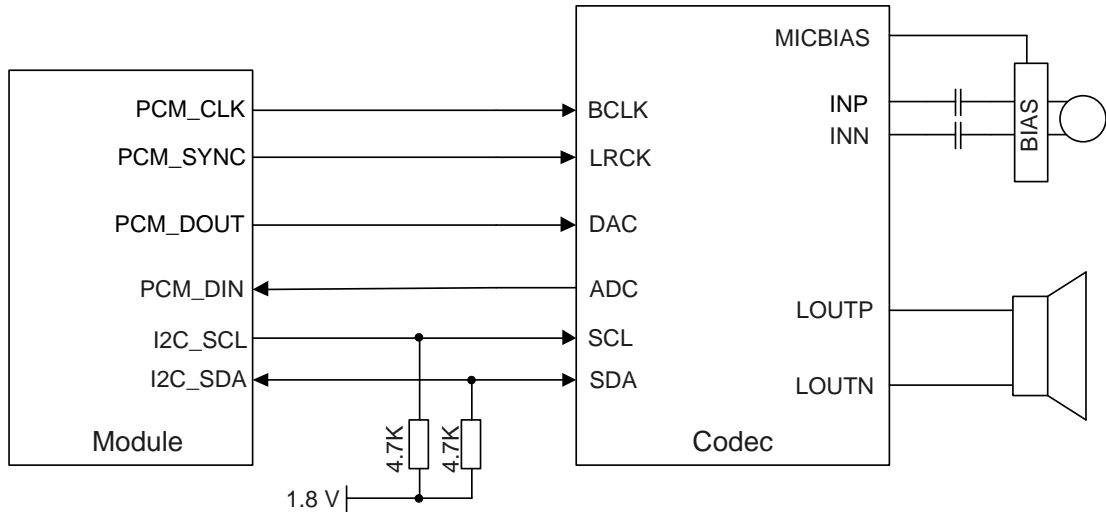 MICBIAS
PCM_CLK
BCLK
INP
INN
BIAS
PCM_SYNC
LRCK
PCM_DOUT
DAC
PCM_DIN
ADC
LOUTP
I2C_SCL
SCL
I2C_SDA
SDA
LOUTN
Module
4.7K
4.7K
Codec
1.8 V